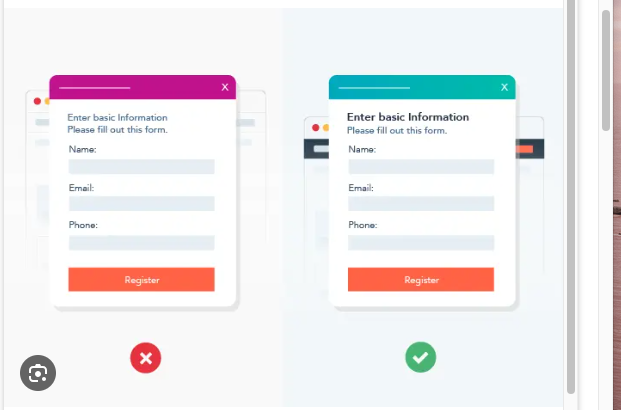 X
Enter basic Information
Please fill out this form.
Name:
Email:
Phone:
Register
X
Enter basic Information
Please fill out this form.
Name:
Email:
Phone:
Register